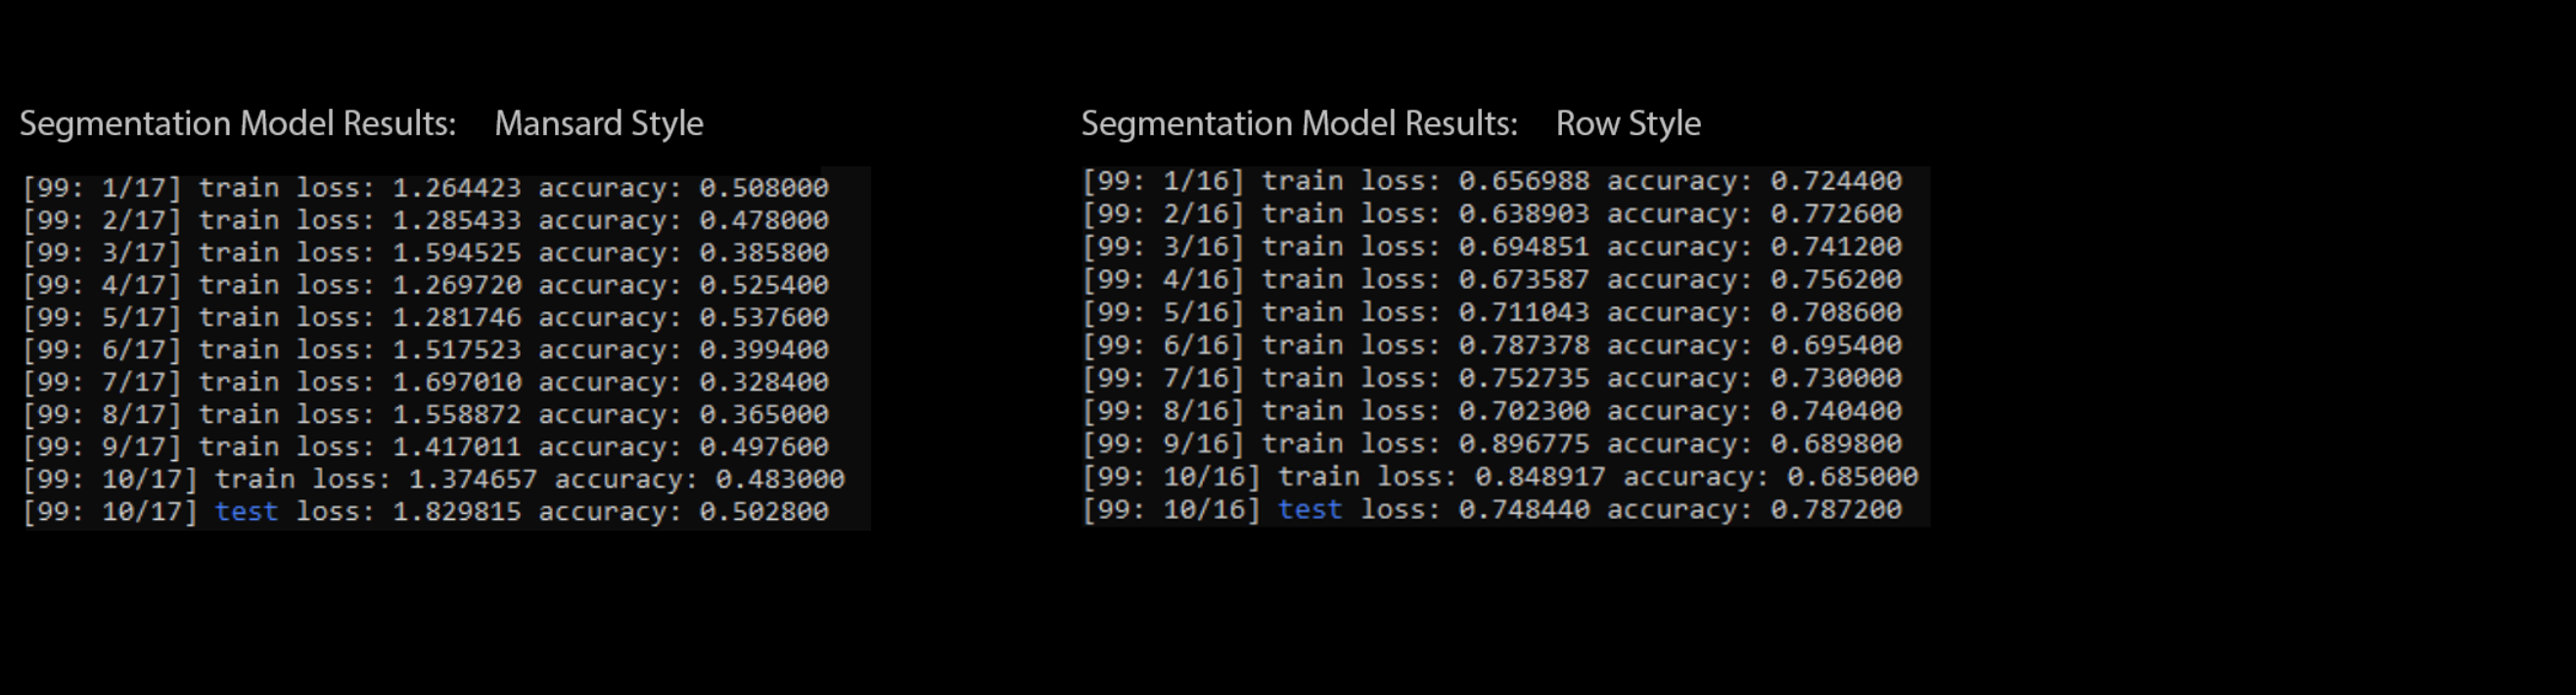 Segmentation Model Results: Mansard Style
[99: 1/17] train loss: 1.264423 accuracy: 0.508000
[99: 2/17] train loss: 1.285433 accuracy: 0.478000
[99: 3/17] train loss: 1.594525 accuracy: 0.385800
[99: 4/17] train loss: 1.269720 accuracy: 0.525400
[99: 5/17] train loss: 1.281746 accuracy: 0.537600
[99: 6/17] train loss: 1.517523 accuracy: 0.399400
[99: 7/17] train loss: 1.697010 accuracy: 0.328400
[99: 8/17] train loss: 1.558872 accuracy: 0.365000
[99: 9/17] train loss: 1.417011 accuracy: 0.497600
[99: 10/17] train loss: 1.374657 accuracy: 0.483000
[99: 10/17] test loss: 1.829815 accuracy: 0.502800
Segmentation Model Results: Row Style
[99: 1/16] train loss: 0.656988 accuracy: 0.724400
[99: 2/16] train loss: 0.638903 accuracy: 0.772600
[99: 3/16] train loss: 0.694851 accuracy: 0.741200
[99: 4/16] train loss: 0.673587 accuracy: 0.756200
[99: 5/16] train loss: 0.711043 accuracy: 0.708600
[99: 6/16] train loss: 0.787378 accuracy: 0.695400
[99: 7/16] train loss: 0.752735 accuracy: 0.730000
[99: 8/16] train loss: 0.702300 accuracy: 0.740400
[99: 9/16] train loss: 0.896775 accuracy: 0.689800
[99: 10/16] train loss: 0.848917 accuracy: 0.685000
[99: 10/16] test loss: 0.748440 accuracy: 0.787200